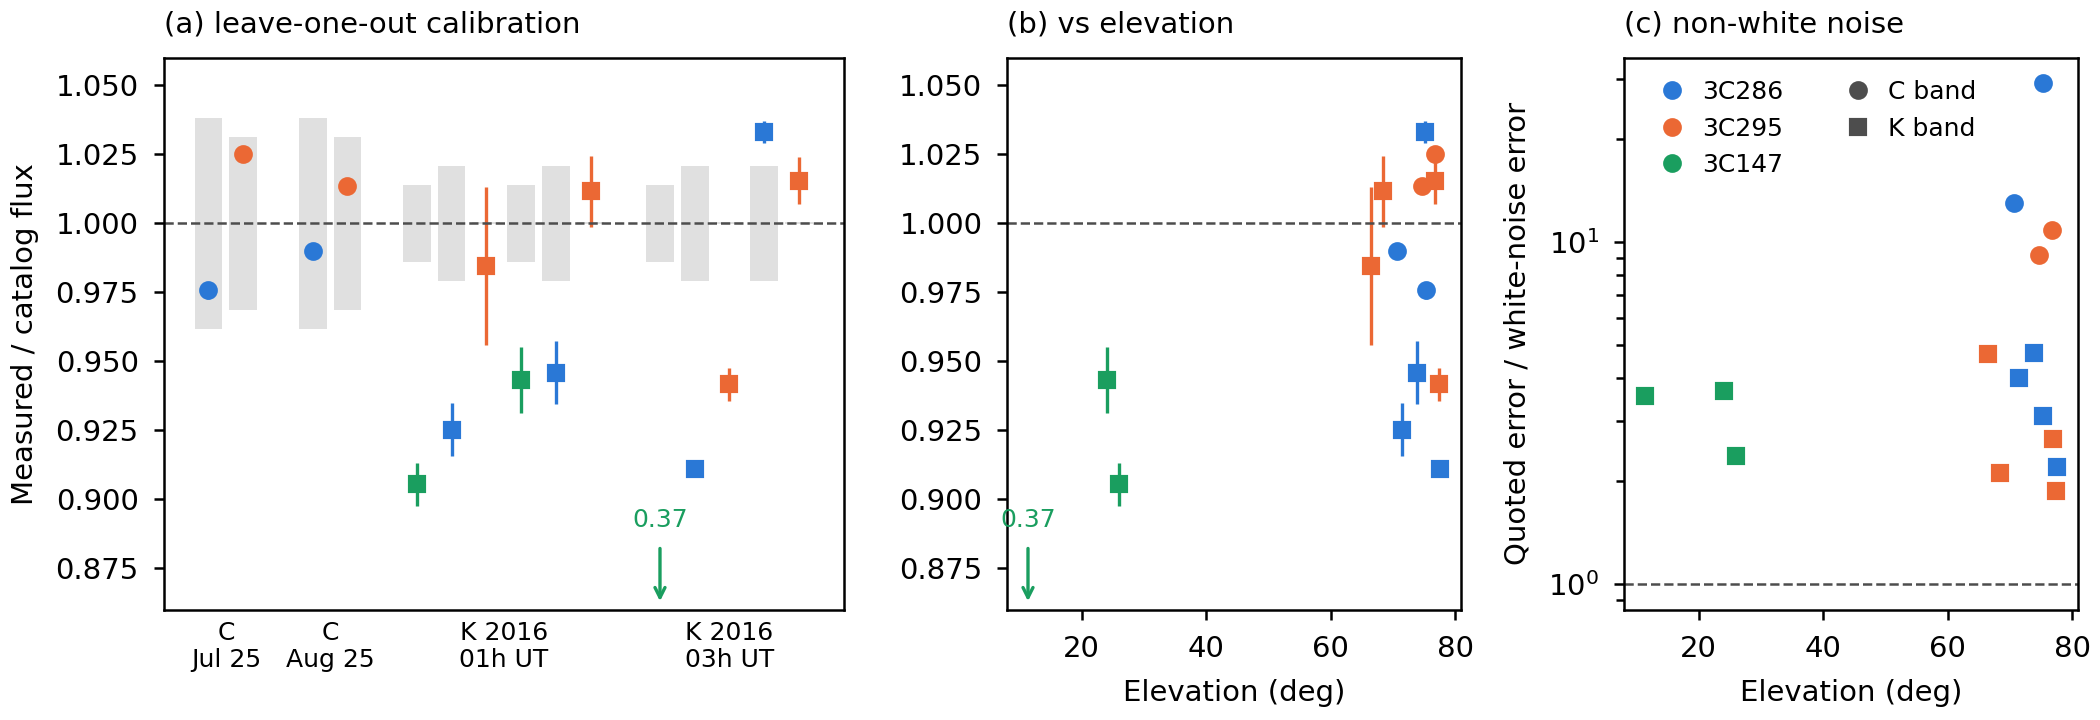 (a) leave-one-out calibration
Measured / catalog flux
1.050
1.025
1.000
0.975
0.950
0.925
0.900
0.875
0.37
C
Jul 25
C
Aug 25
K 2016
01h UT
K 2016
03h UT
(b) vs elevation
1.050
1.025
1.000
0.975
0.950
0.925
0.900
0.875
0.37
20 40 60 80
Elevation (deg)
(c) non-white noise
Quoted error / white-noise error
10¹
10⁰
3C286
3C295
3C147
C band
K band
20 40 60 80
Elevation (deg)